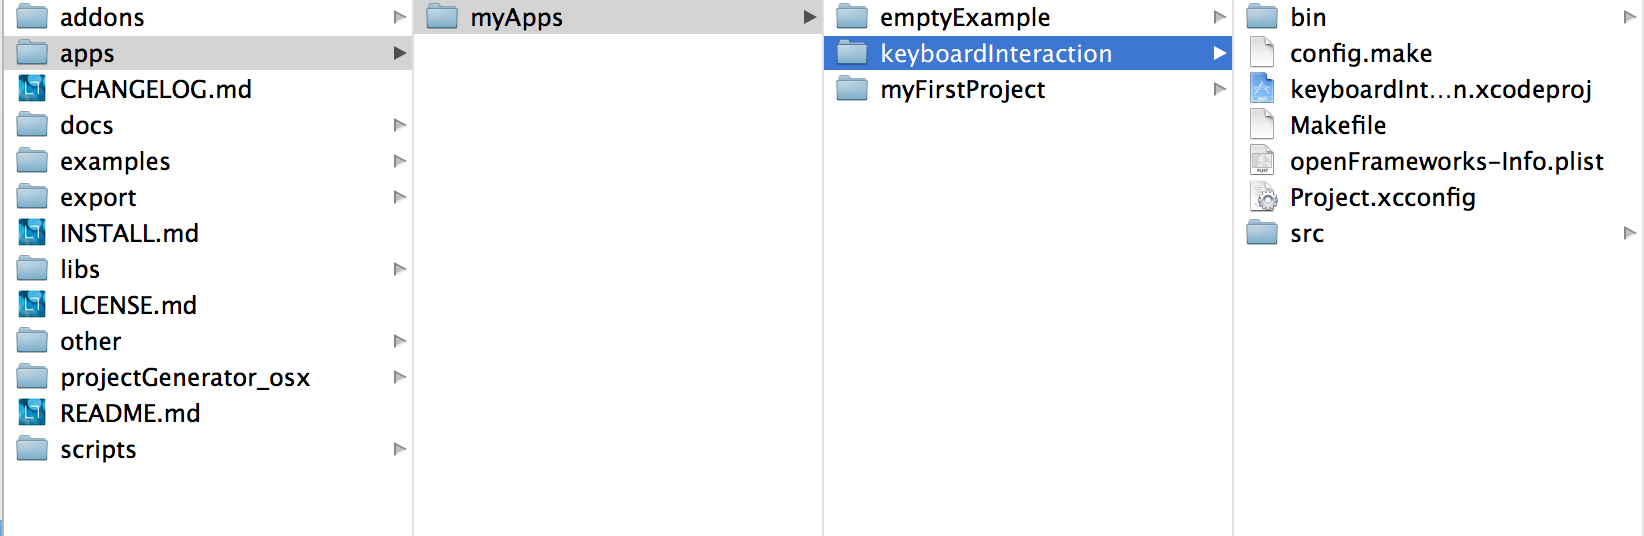 addons
apps
CHANGELOG.md
docs
examples
export
INSTALL.md
libs
LICENSE.md
other
projectGenerator_osx
README.md
scripts
myApps
emptyExample
keyboardInteraction
myFirstProject
bin
config.make
keyboardInt...n.xcodeproj
Makefile
openFrameworks-Info.plist
Project.xcconfig
src